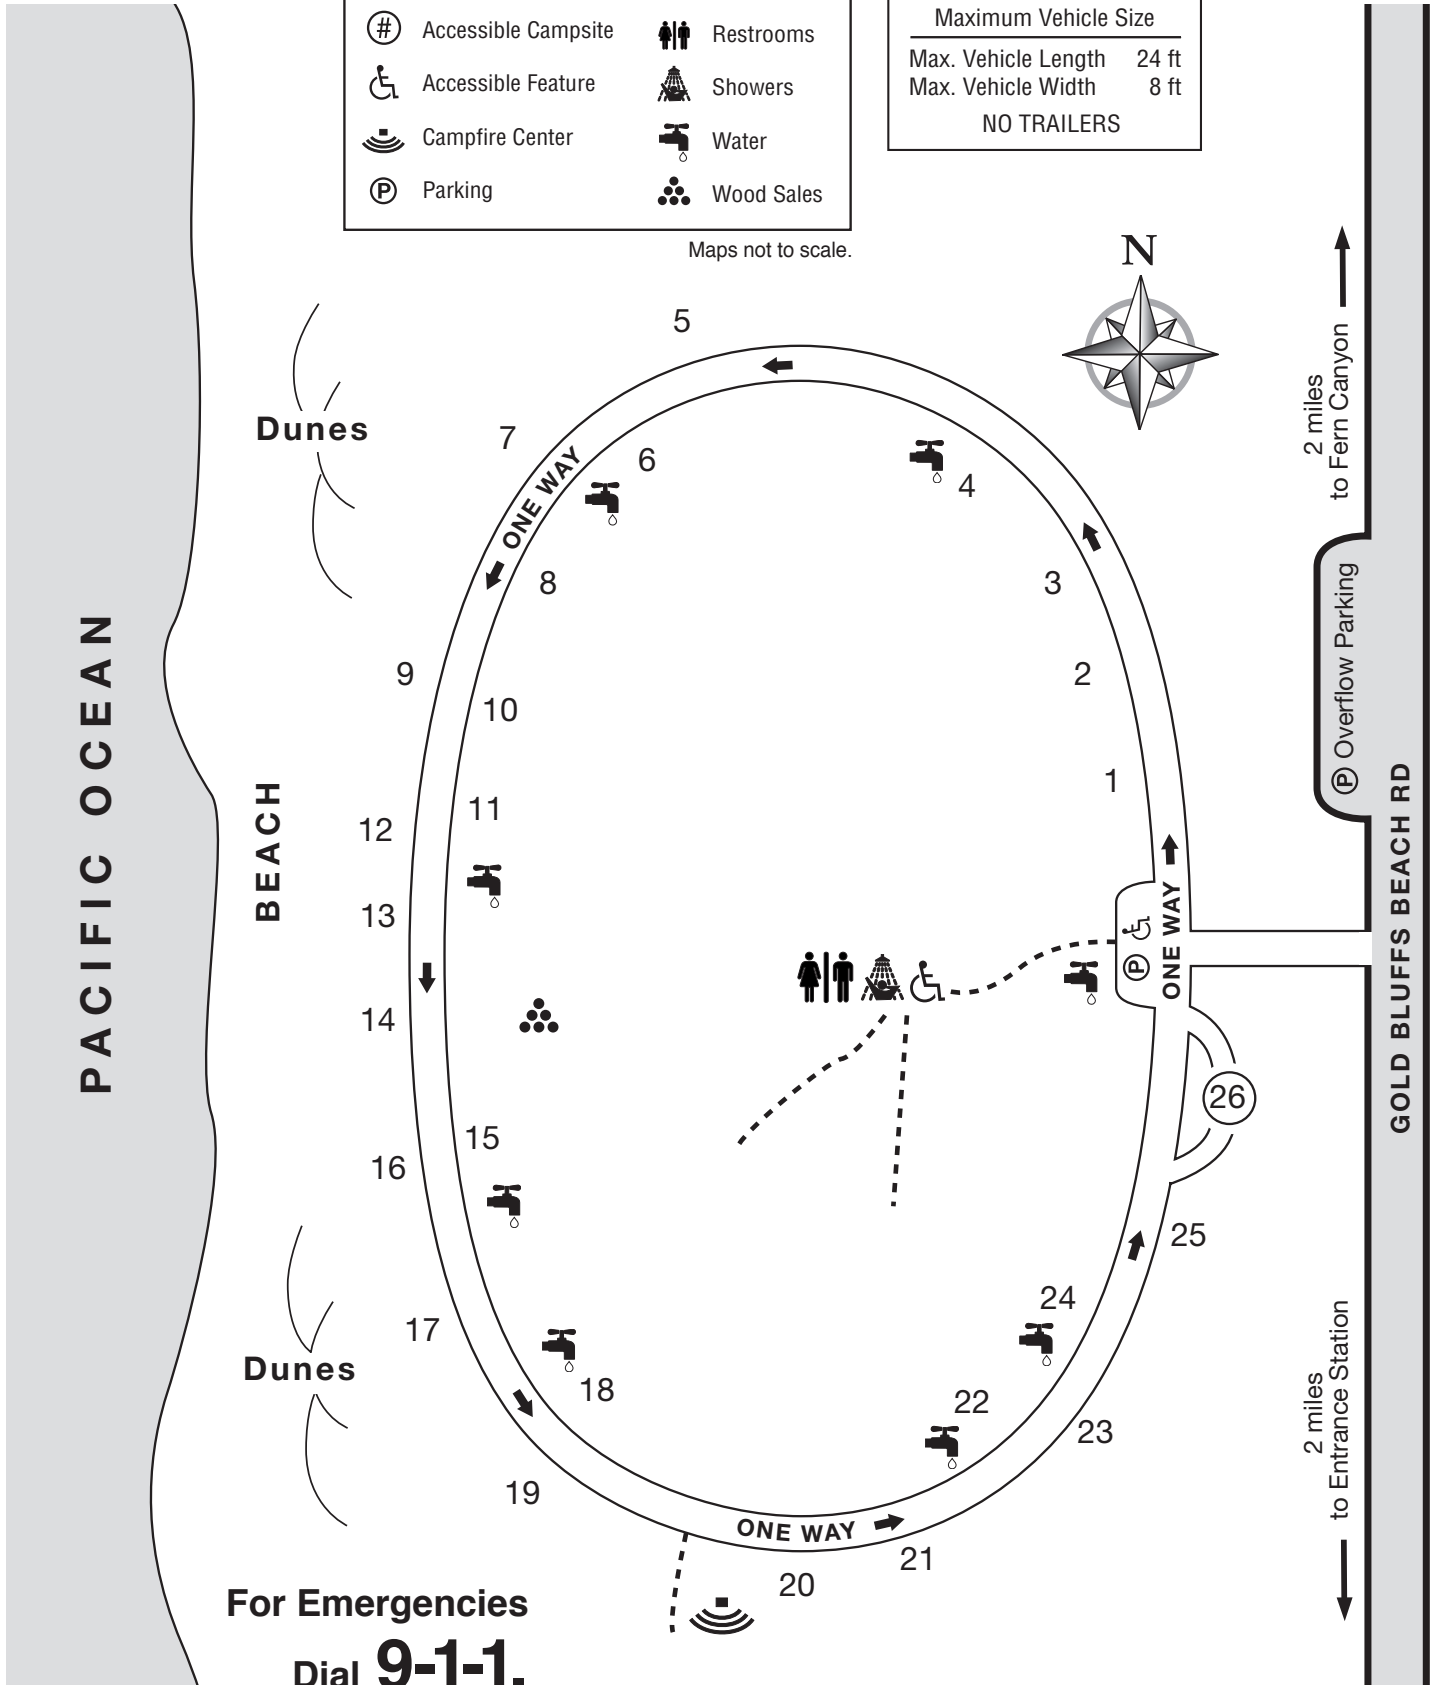 # Accessible Campsite
Accessible Feature
Campfire Center
P Parking
Restrooms
Showers
Water
Wood Sales
Maximum Vehicle Size
Max. Vehicle Length 24 ft
Max. Vehicle Width 8 ft
NO TRAILERS
Maps not to scale.
N
2 miles
to Fern Canyon
5
Dunes
7
6
4
ONE WAY
8
3
P Overflow Parking
PACIFIC OCEAN
9
2
10
BEACH
1
11
12
GOLD BLUFFS BEACH RD
13
P
ONE WAY
14
26
15
16
25
24
17
Dunes
18
22
23
2 miles
to Entrance Station
19
ONE WAY
21
20
For Emergencies
Dial 9-1-1.